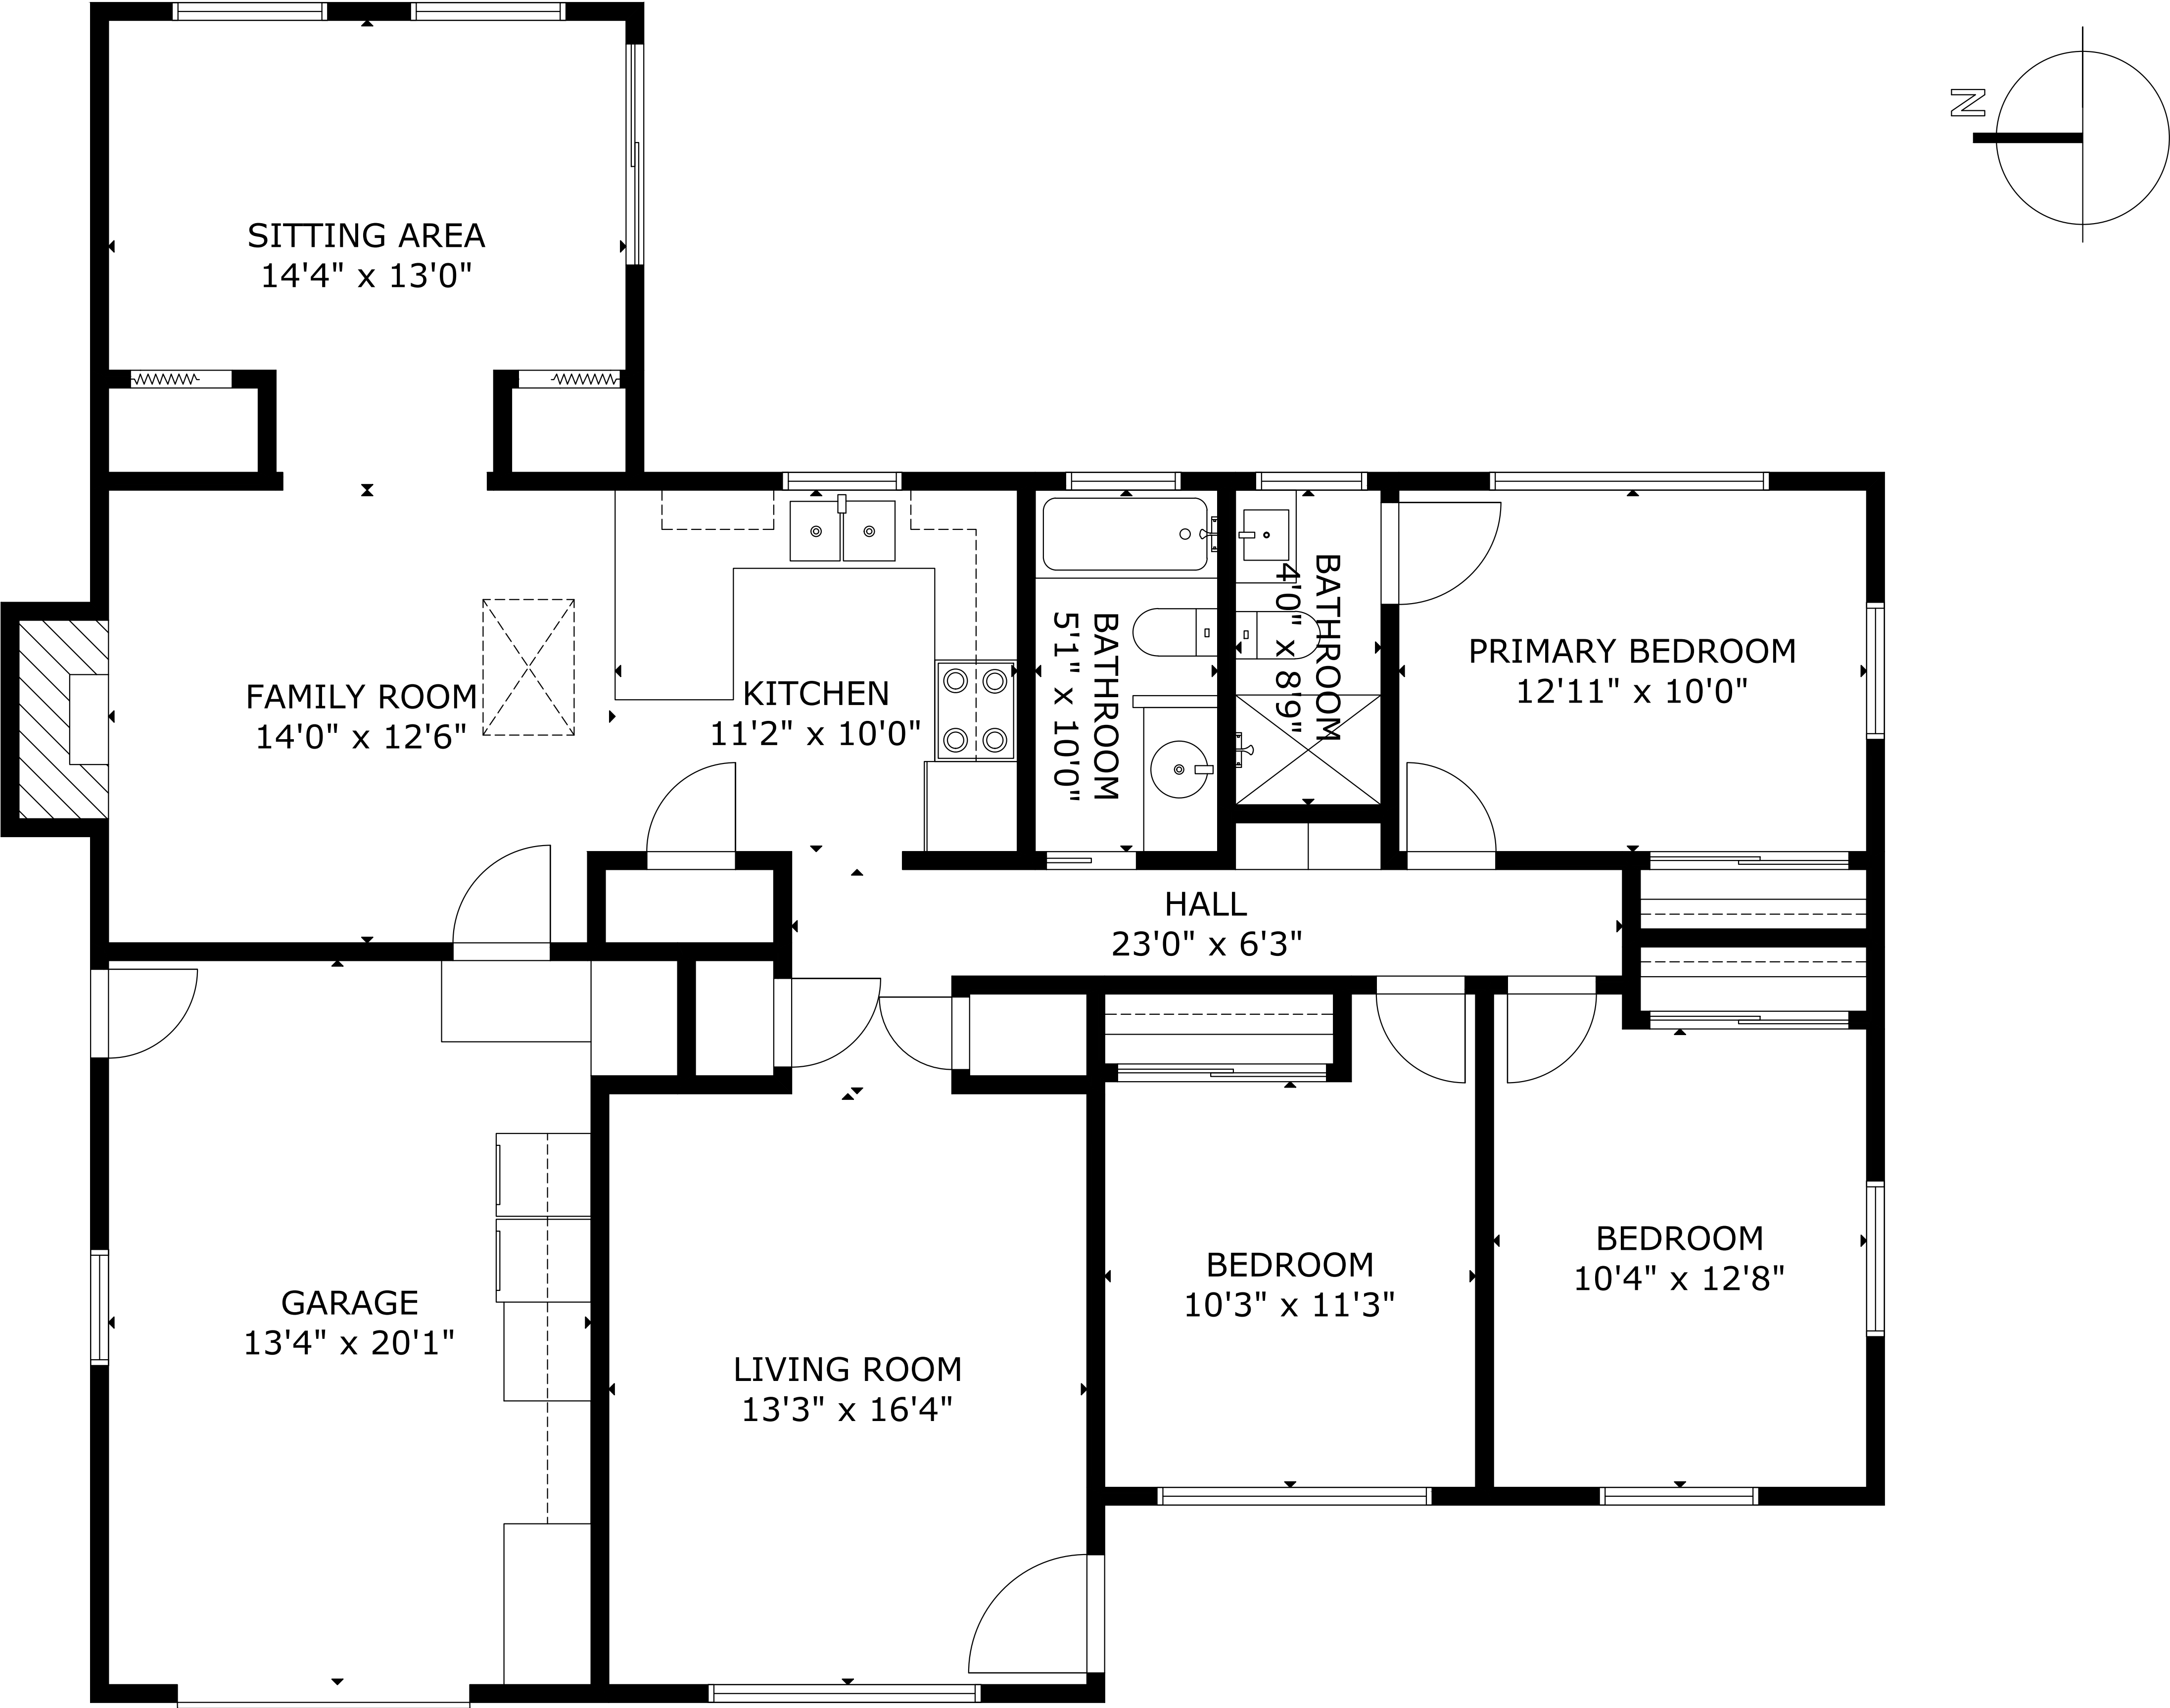 N
SITTING AREA
14'4" x 13'0"
FAMILY ROOM
14'0" x 12'6"
KITCHEN
11'2" x 10'0"
BATHROOM
5'1" x 10'0"
BATHROOM
4'0" x 8'9"
PRIMARY BEDROOM
12'11" x 10'0"
HALL
23'0" x 6'3"
GARAGE
13'4" x 20'1"
LIVING ROOM
13'3" x 16'4"
BEDROOM
10'3" x 11'3"
BEDROOM
10'4" x 12'8"